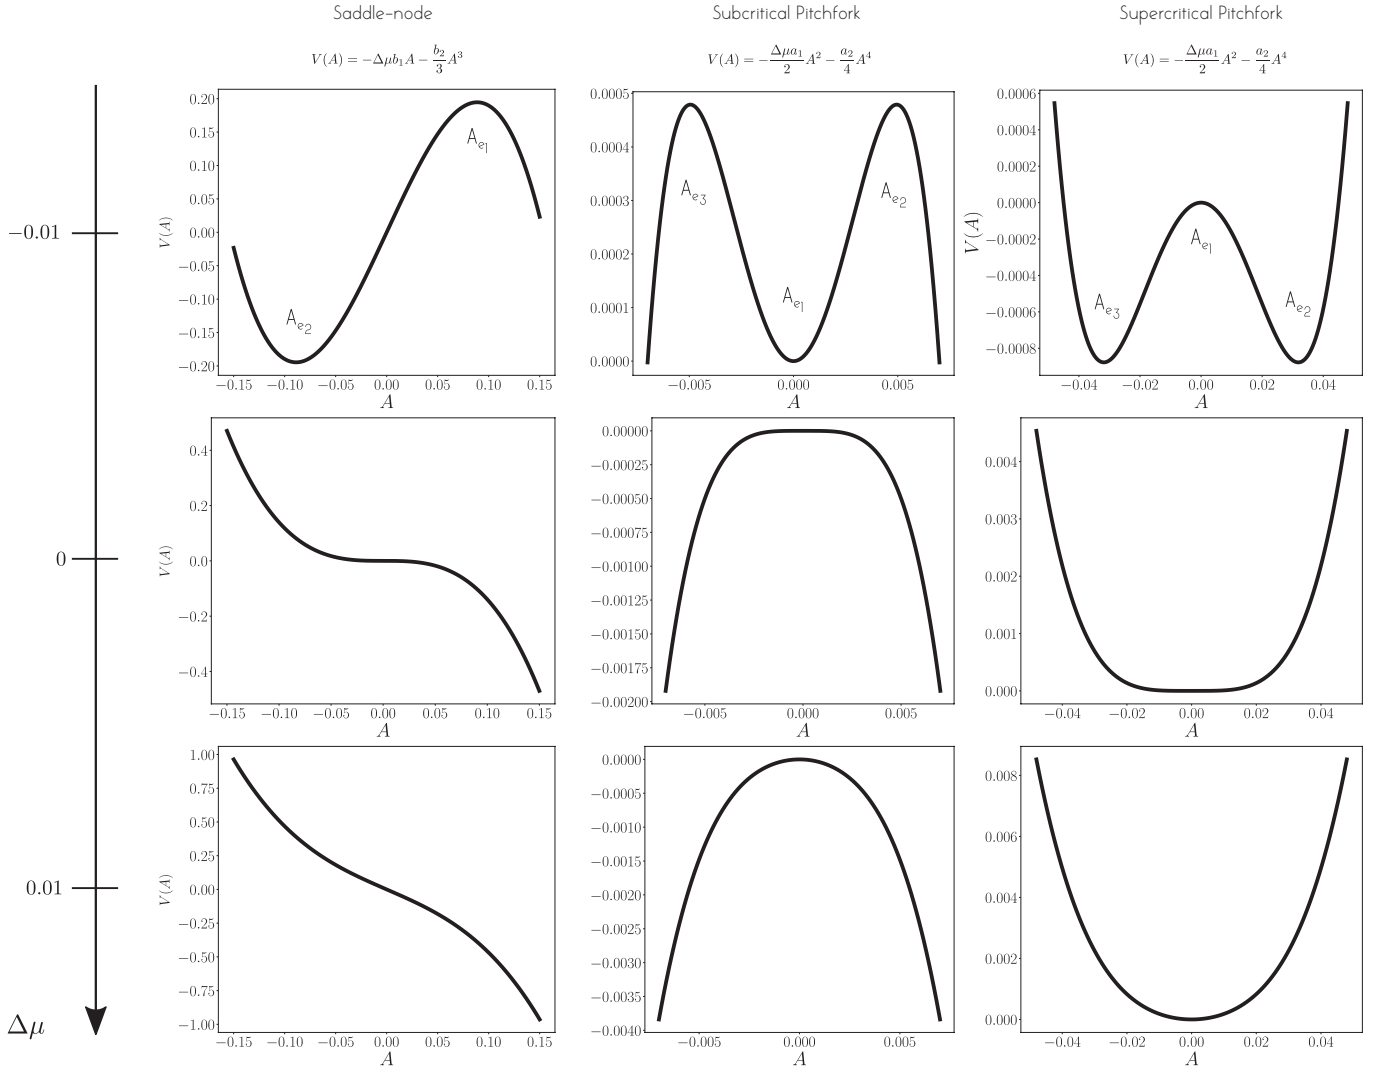 Saddle-node Subcritical Pitchfork Supercritical Pitchfork
V(A) = −Δμb₁A − b₂/3 A³ V(A) = −Δμa₁/2 A² − a₂/4 A⁴ V(A) = −Δμa₁/2 A² − a₂/4 A⁴
−0.01
0
0.01
Δμ
0.20
0.15
0.10
0.05
0.00
−0.05
−0.10
−0.15
−0.20
V(A)
Ae1
Ae2
−0.15 −0.10 −0.05 0.00 0.05 0.10 0.15
A
0.0005
0.0004
0.0003
0.0002
0.0001
0.0000
Ae3
Ae2
Ae1
−0.005 0.000 0.005
A
0.0006
0.0004
0.0002
0.0000
−0.0002
−0.0004
−0.0006
−0.0008
V(A)
Ae1
Ae3
Ae2
−0.04 −0.02 0.00 0.02 0.04
A
0.4
0.2
0.0
−0.2
−0.4
V(A)
−0.15 −0.10 −0.05 0.00 0.05 0.10 0.15
A
0.00000
−0.00025
−0.00050
−0.00075
−0.00100
−0.00125
−0.00150
−0.00175
−0.00200
−0.005 0.000 0.005
A
0.004
0.003
0.002
0.001
0.000
−0.04 −0.02 0.00 0.02 0.04
A
1.00
0.75
0.50
0.25
0.00
−0.25
−0.50
−0.75
−1.00
V(A)
−0.15 −0.10 −0.05 0.00 0.05 0.10 0.15
A
0.0000
−0.0005
−0.0010
−0.0015
−0.0020
−0.0025
−0.0030
−0.0035
−0.0040
−0.005 0.000 0.005
A
0.008
0.006
0.004
0.002
0.000
−0.04 −0.02 0.00 0.02 0.04
A